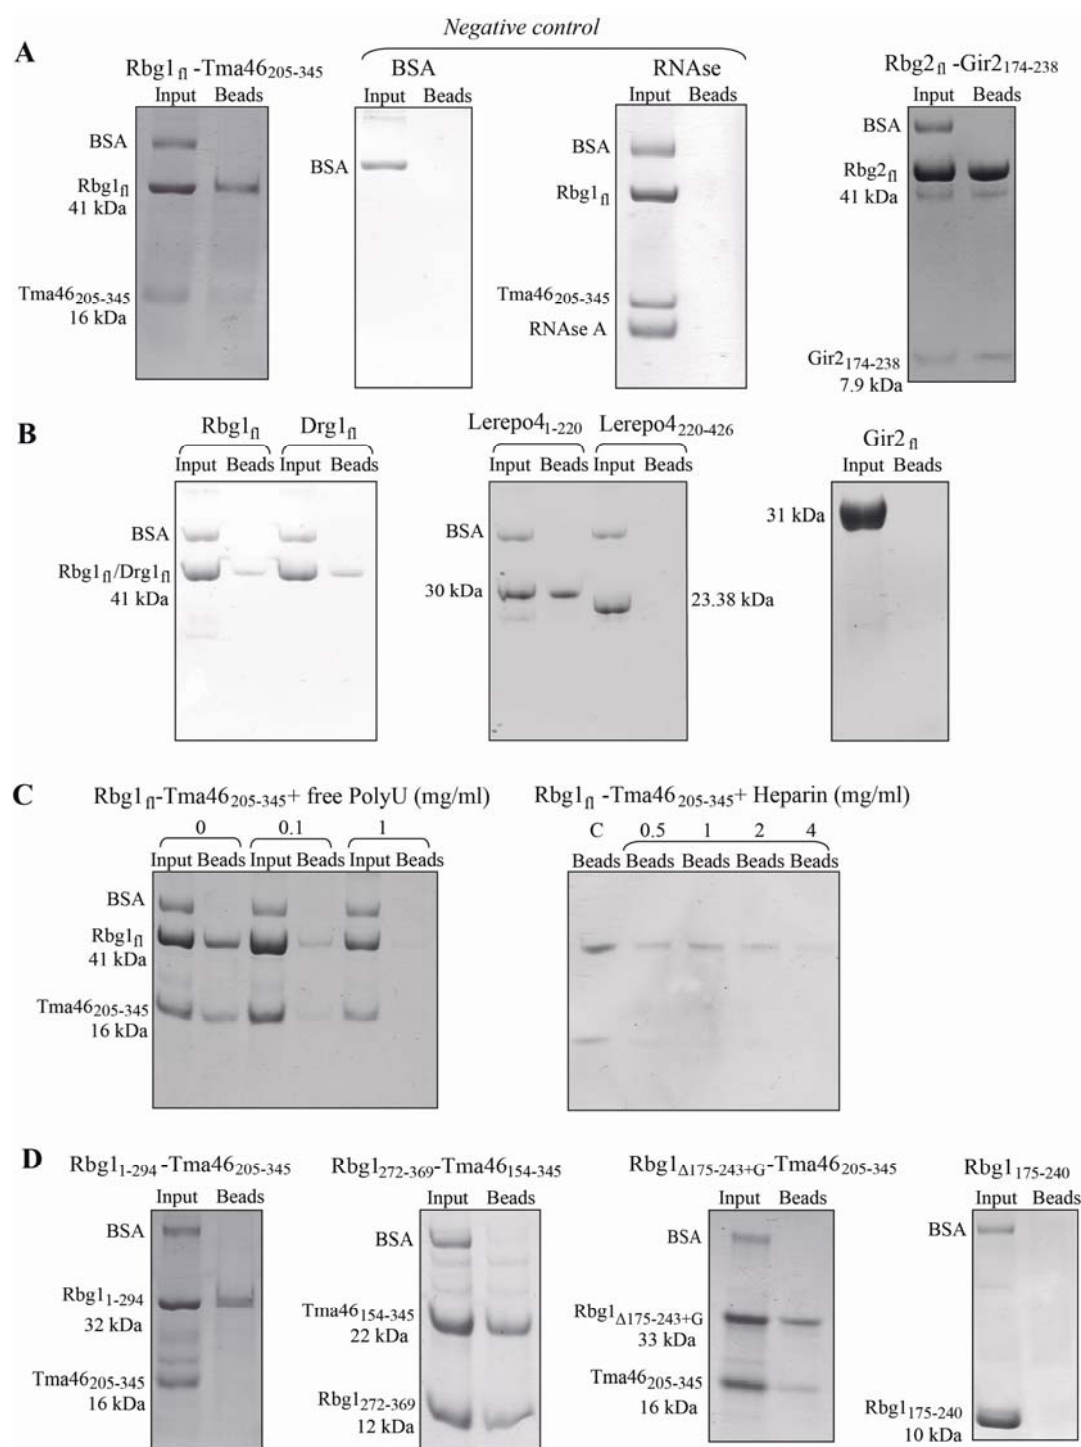 Negative control
A
Rbg1fl -Tma46205-345
BSA
RNAse
Rbg2fl -Gir2174-238
Input Beads
Input Beads
Input Beads
Input Beads
BSA
Rbg1fl
41 kDa
Tma46205-345
16 kDa
BSA
BSA
Rbg1fl
Tma46205-345
RNAse A
BSA
Rbg2fl
41 kDa
Gir2174-238
7.9 kDa
B
Rbg1fl Drg1fl
Input Beads Input Beads
BSA
Rbg1fl/Drg1fl
41 kDa
Lerepo41-220 Lerepo4220-426
Input Beads Input Beads
BSA
30 kDa
23.38 kDa
Gir2 fl
Input Beads
31 kDa
C
Rbg1fl-Tma46205-345+ free PolyU (mg/ml)
0 0.1 1
Input Beads Input Beads Input Beads
BSA
Rbg1fl
41 kDa
Tma46205-345
16 kDa
Rbg1fl -Tma46205-345+ Heparin (mg/ml)
C 0.5 1 2 4
Beads Beads Beads Beads Beads
D
Rbg11-294 -Tma46205-345
Input Beads
BSA
Rbg11-294
32 kDa
Tma46205-345
16 kDa
Rbg1272-369-Tma46154-345
Input Beads
BSA
Tma46154-345
22 kDa
Rbg1272-369
12 kDa
Rbg1Δ175-243+G-Tma46205-345
Input Beads
BSA
Rbg1Δ175-243+G
33 kDa
Tma46205-345
16 kDa
Rbg1175-240
Input Beads
BSA
Rbg1175-240
10 kDa